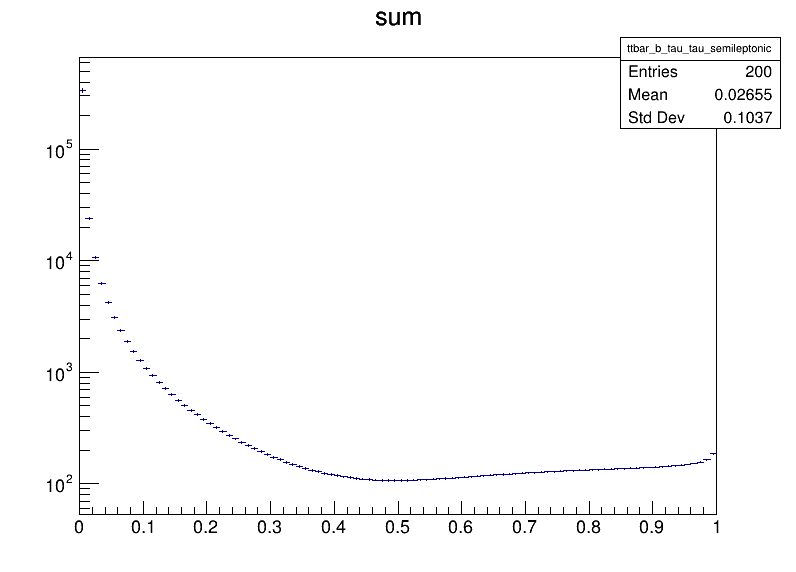 sum
ttbar_b_tau_tau_semileptonic
Entries 200
Mean 0.02655
Std Dev 0.1037
10^5
10^4
10^3
10^2
0 0.1 0.2 0.3 0.4 0.5 0.6 0.7 0.8 0.9 1